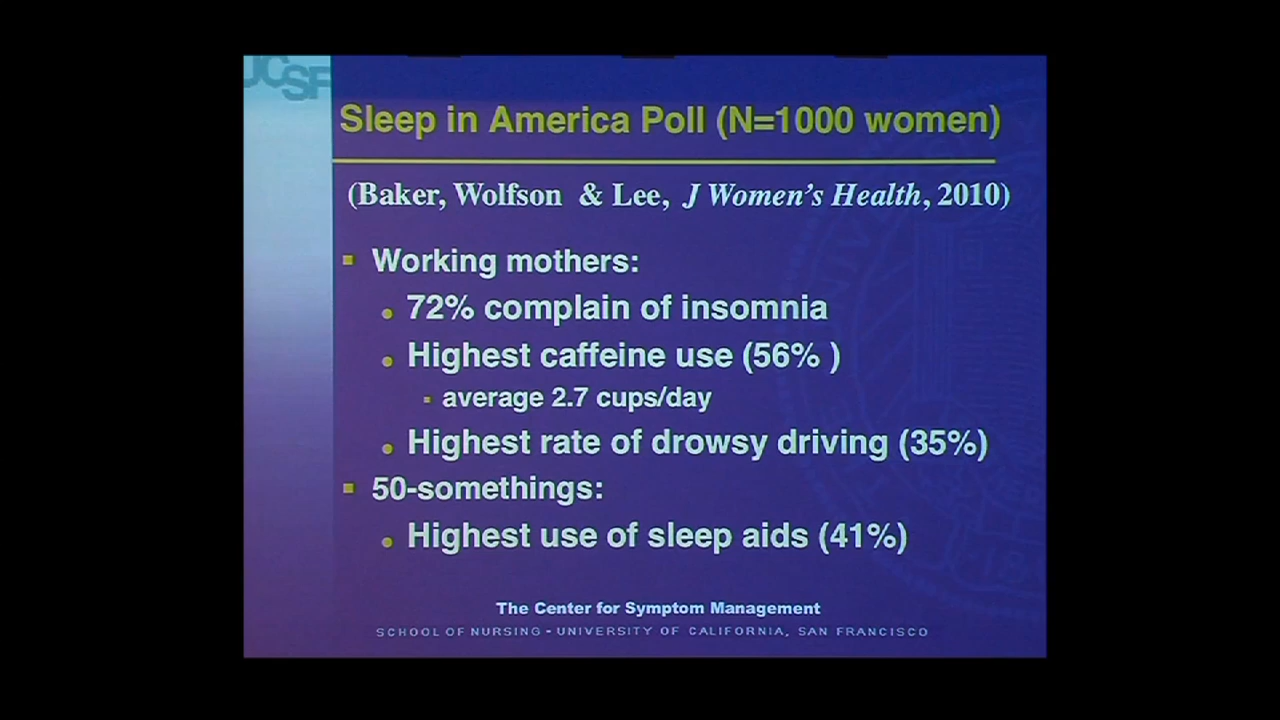 UCSF
Sleep in America Poll (N=1000 women)
(Baker, Wolfson & Lee, J Women's Health, 2010)
Working mothers:
72% complain of insomnia
Highest caffeine use (56% )
average 2.7 cups/day
Highest rate of drowsy driving (35%)
50-somethings:
Highest use of sleep aids (41%)
The Center for Symptom Management
SCHOOL OF NURSING - UNIVERSITY OF CALIFORNIA, SAN FRANCISCO